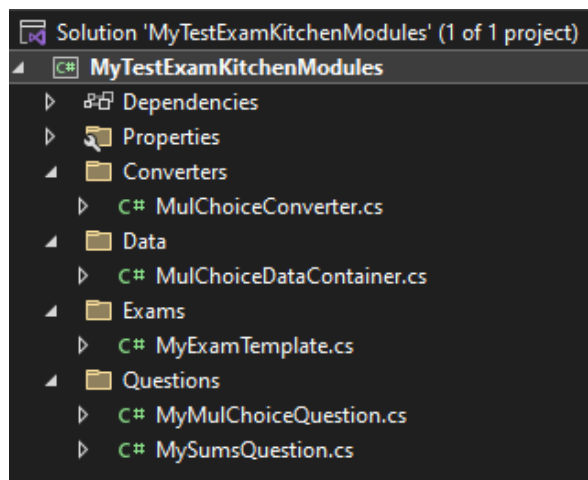 Solution 'MyTestExamKitchenModules' (1 of 1 project)
C# MyTestExamKitchenModules
Dependencies
Properties
Converters
C# MulChoiceConverter.cs
Data
C# MulChoiceDataContainer.cs
Exams
C# MyExamTemplate.cs
Questions
C# MyMulChoiceQuestion.cs
C# MySumsQuestion.cs